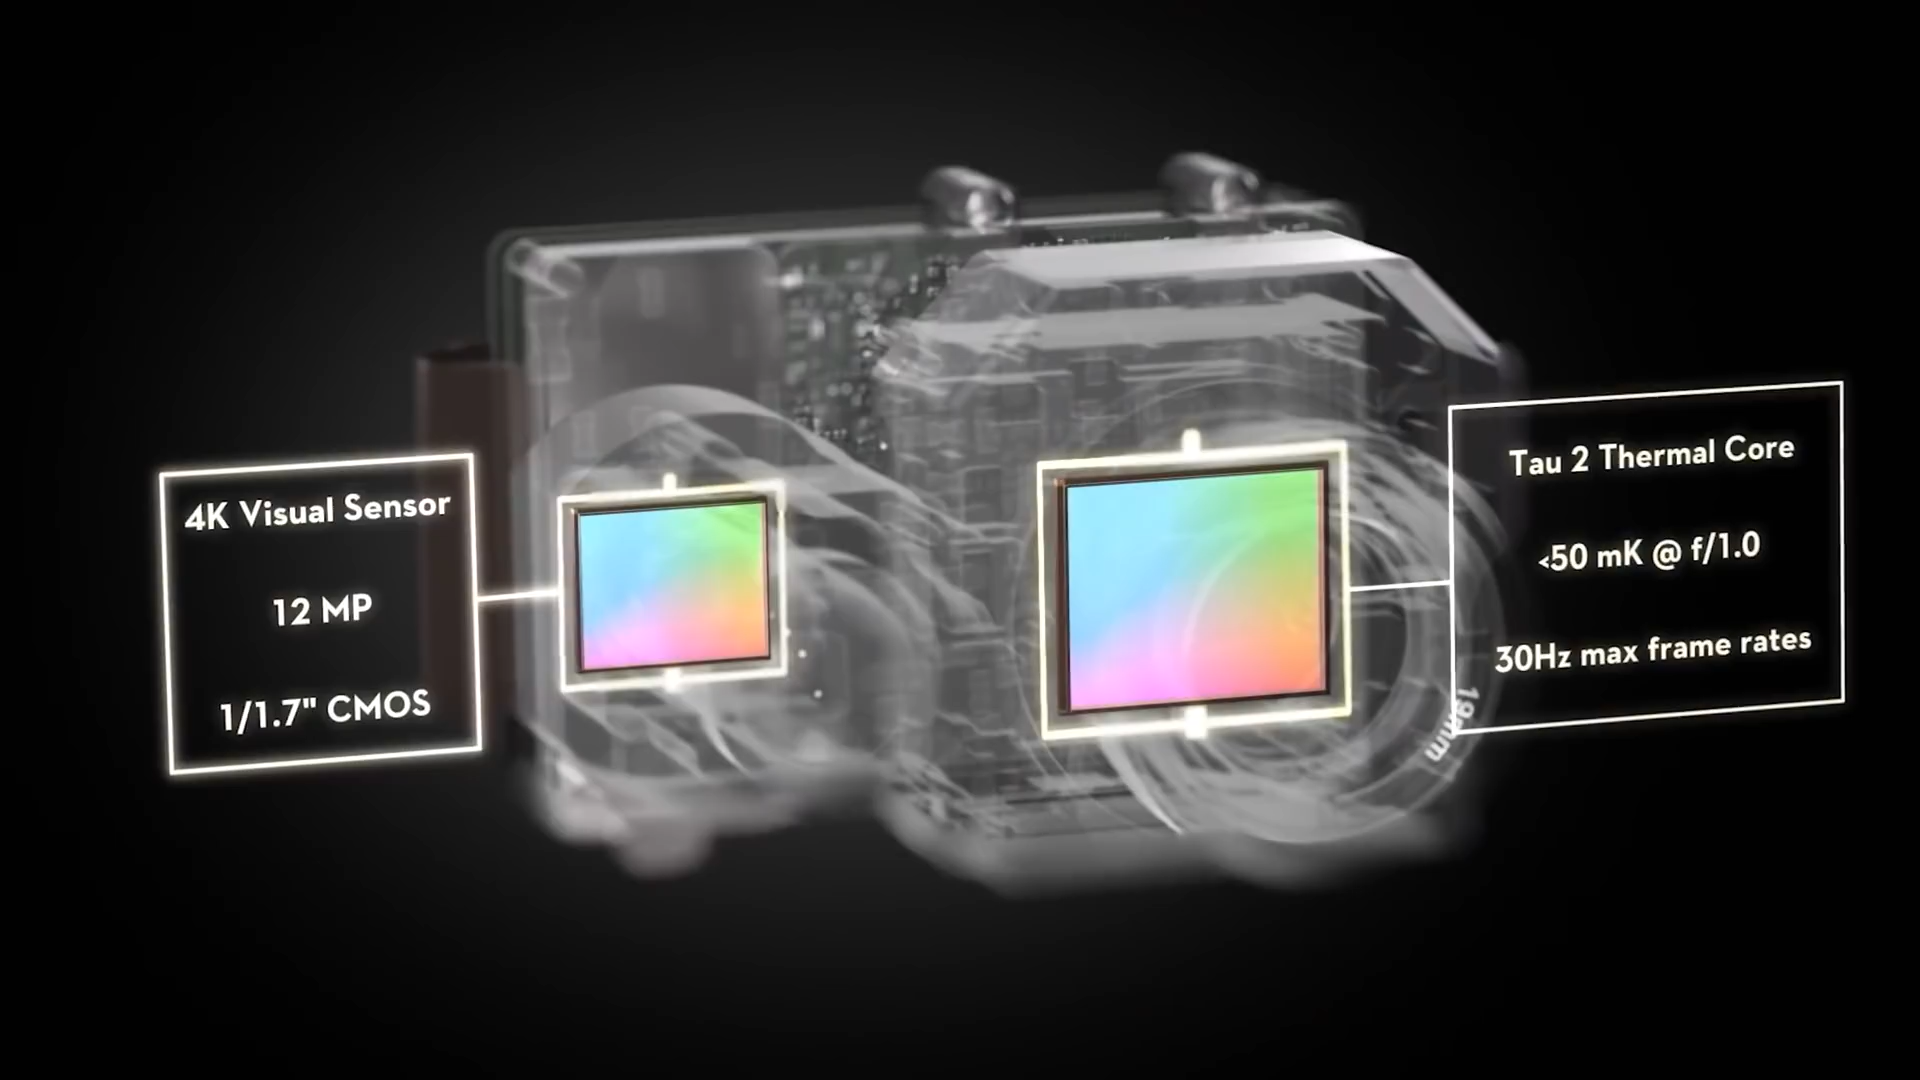 4K Visual Sensor
12 MP
1/1.7" CMOS
Tau 2 Thermal Core
<50 mK @ f/1.0
30Hz max frame rates
19mm